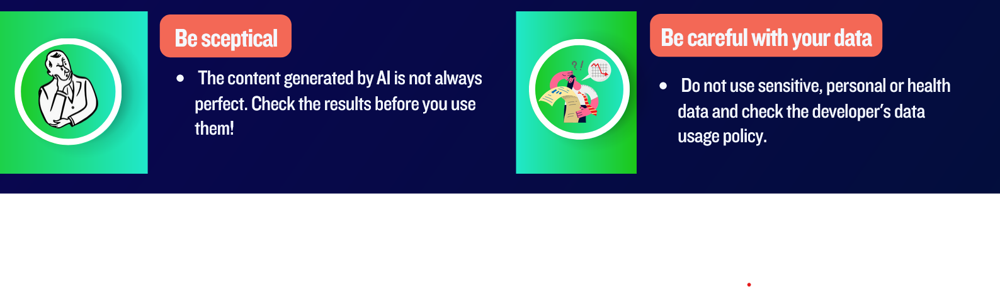 Be sceptical
• The content generated by AI is not always
perfect. Check the results before you use
them!
Be careful with your data
? !
• Do not use sensitive, personal or health
data and check the developer's data
usage policy.